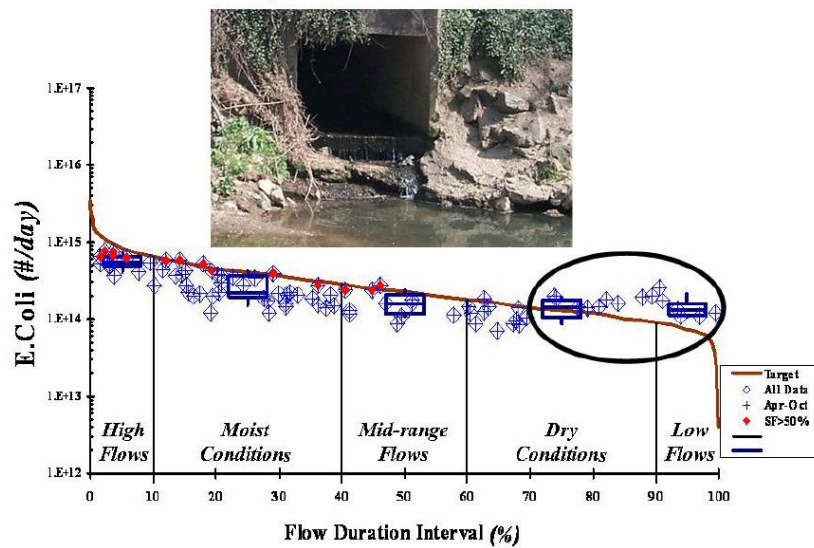 1.E+17
1.E+16
1.E+15
1.E+14
1.E+13
1.E+12
E.Coli (#/day)
High
Flows
Moist
Conditions
Mid-range
Flows
Dry
Conditions
Low
Flows
Target
All Data
Apr-Oct
SF>50%
0 10 20 30 40 50 60 70 80 90 100
Flow Duration Interval (%)